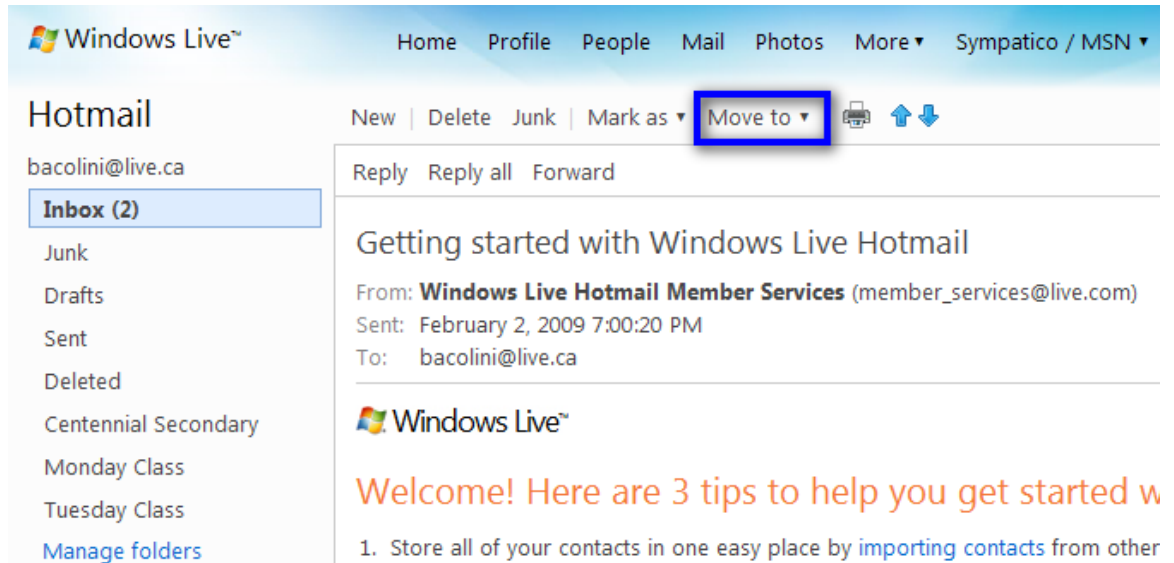 Windows Live™
Home Profile People Mail Photos More Sympatico / MSN
Hotmail
New | Delete Junk | Mark as Move to
bacolini@live.ca
Reply Reply all Forward
Inbox (2)
Junk
Drafts
Sent
Deleted
Centennial Secondary
Monday Class
Tuesday Class
Manage folders
Getting started with Windows Live Hotmail
From: Windows Live Hotmail Member Services (member_services@live.com)
Sent: February 2, 2009 7:00:20 PM
To: bacolini@live.ca
Windows Live™
Welcome! Here are 3 tips to help you get started w
1. Store all of your contacts in one easy place by importing contacts from other